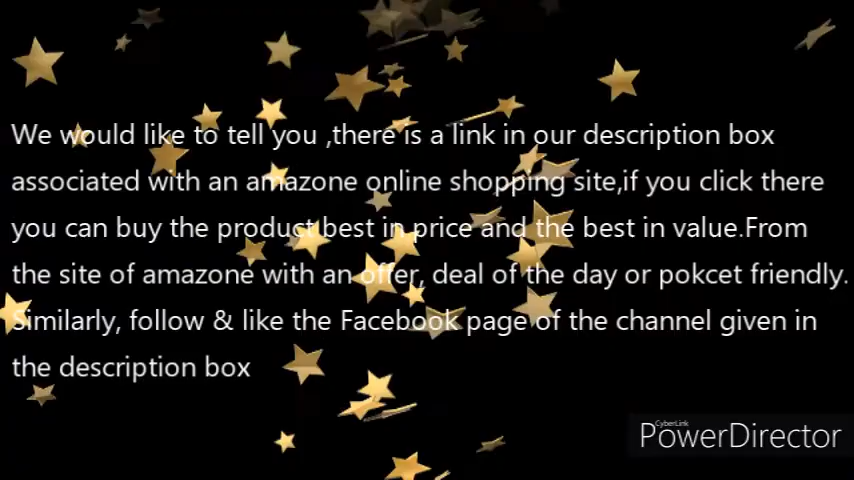 We would like to tell you ,there is a link in our description box
associated with an amazone online shopping site,if you click there
you can buy the product best in price and the best in value.From
the site of amazone with an offer, deal of the day or pokcet friendly.
Similarly, follow & like the Facebook page of the channel given in
the description box
CyberLink
PowerDirector